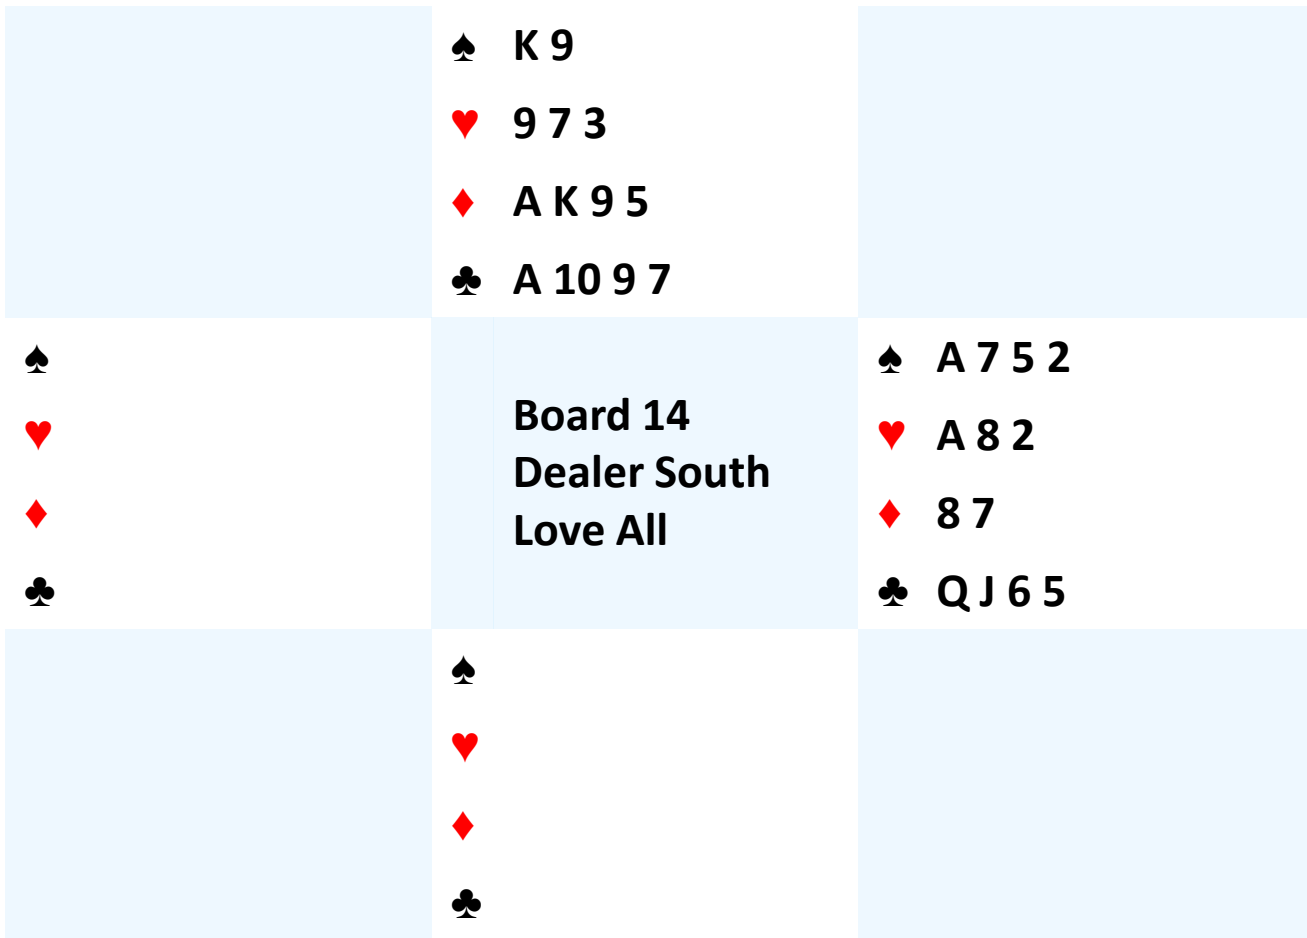 ♠ K 9
♥ 9 7 3
♦ A K 9 5
♣ A 10 9 7
♠
♥
♦
♣
Board 14
Dealer South
Love All
♠ A 7 5 2
♥ A 8 2
♦ 8 7
♣ Q J 6 5
♠
♥
♦
♣